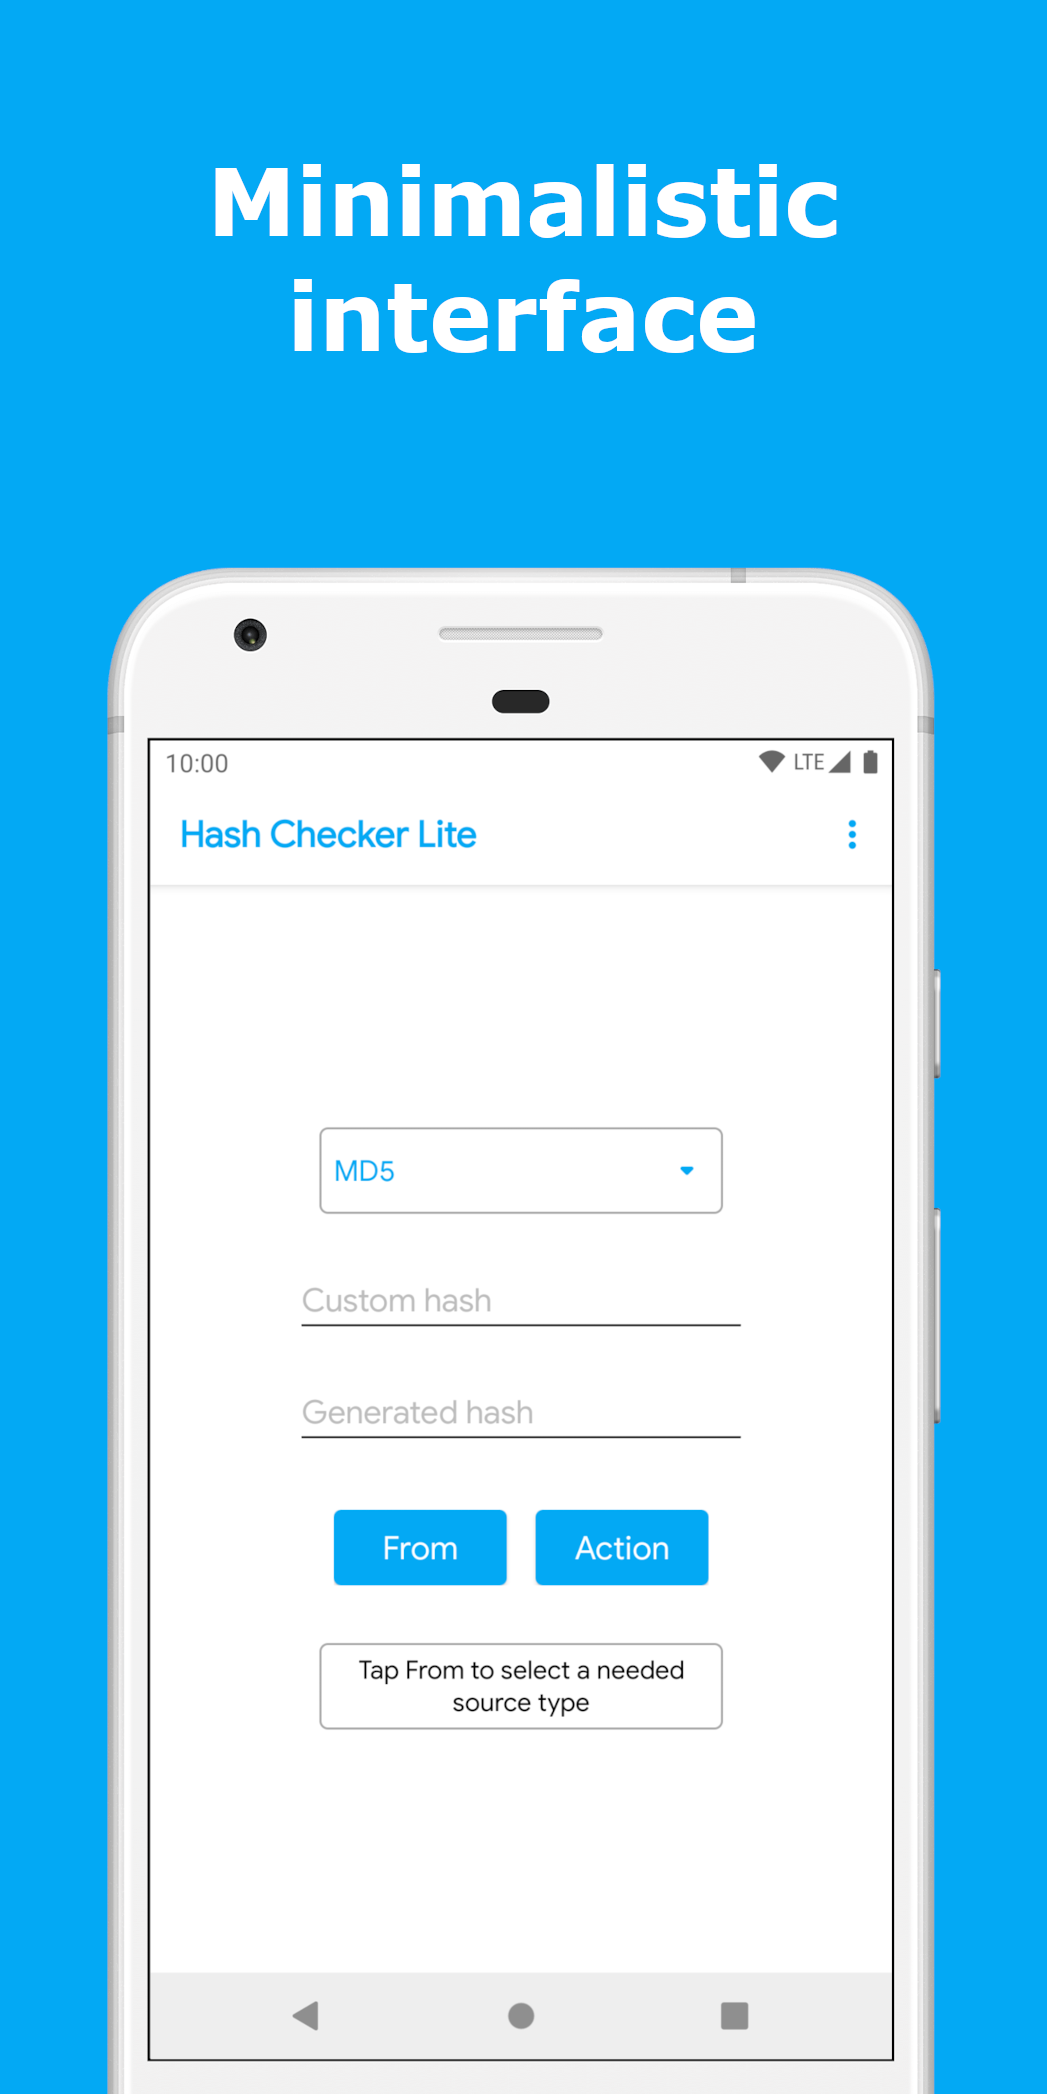 Minimalistic
interface
10:00 LTE
Hash Checker Lite
MD5
Custom hash
Generated hash
From Action
Tap From to select a needed
source type